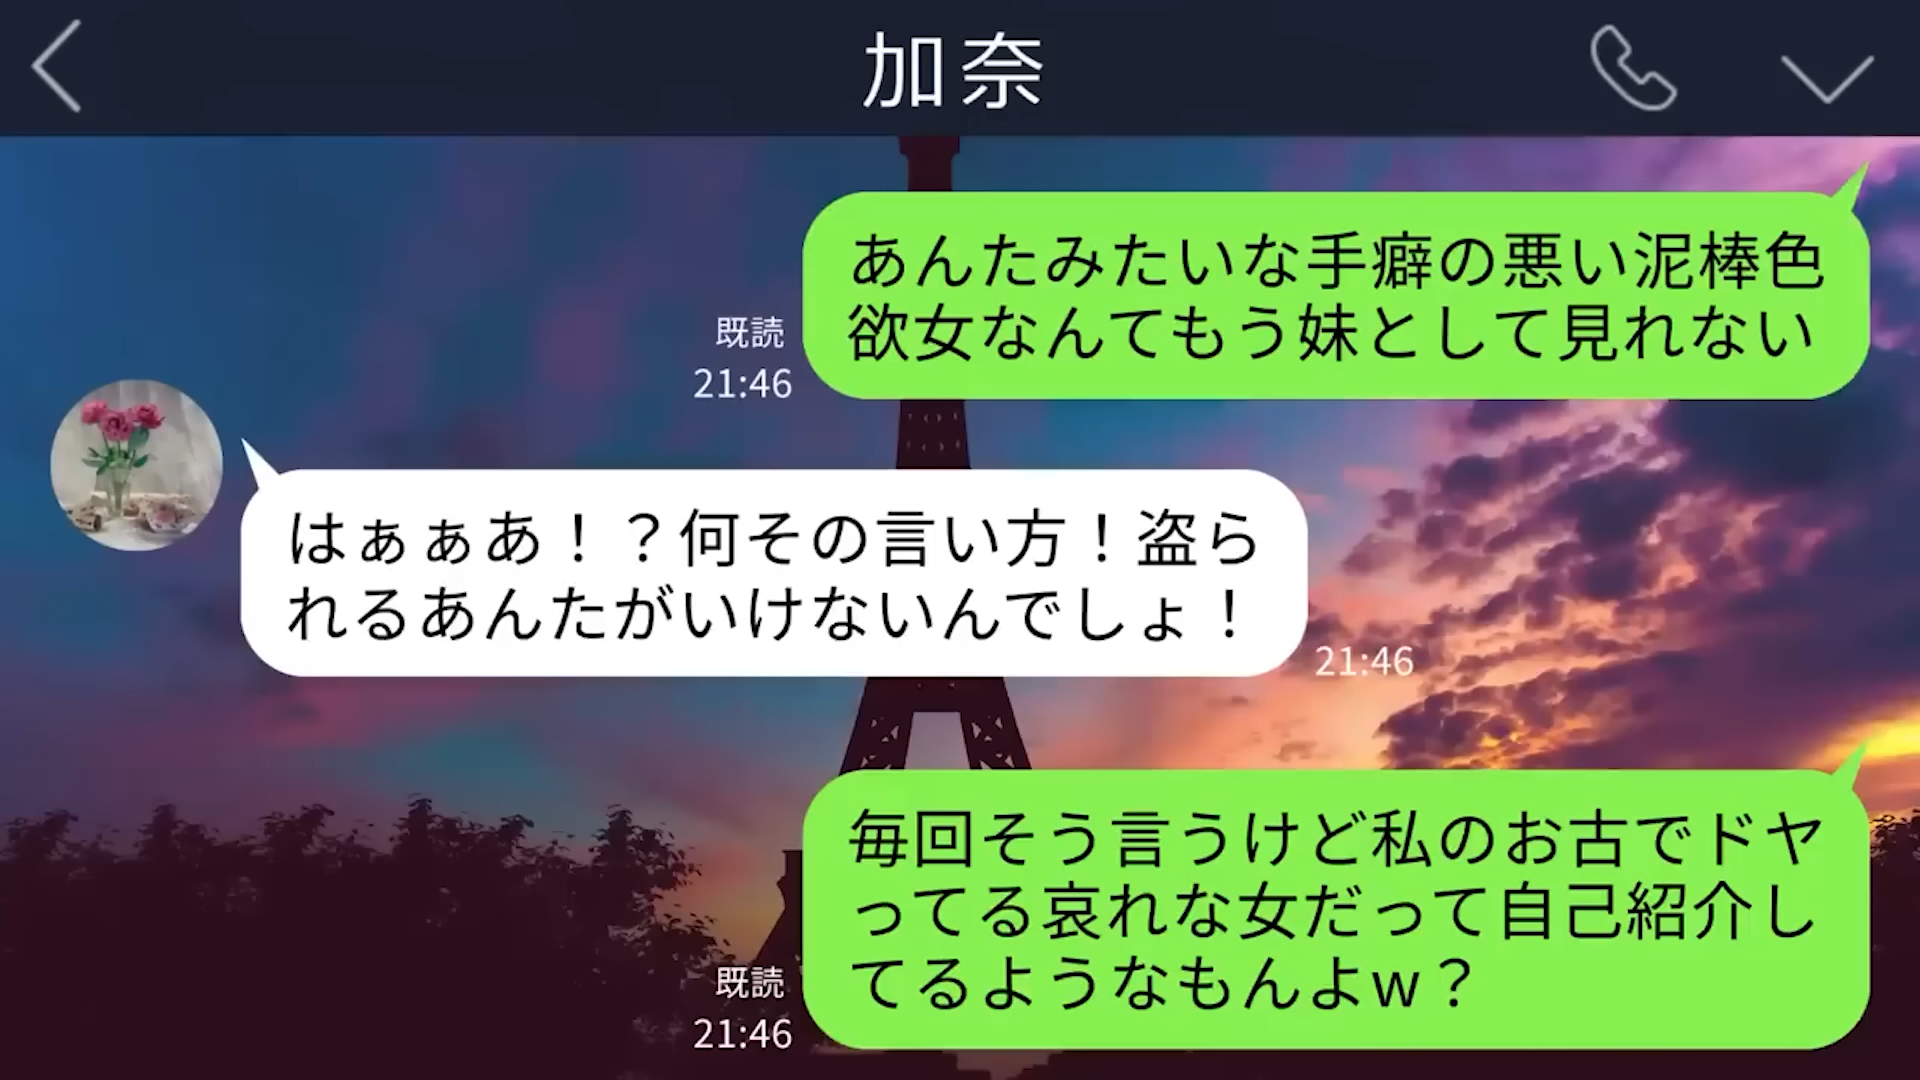 加奈
あんたみたいな手癖の悪い泥棒色
欲女なんてもう妹として見れない
既読
21:46
はぁぁあ！？何その言い方！盗ら
れるあんたがいけないんでしょ！
21:46
毎回そう言うけど私のお古でドヤ
ってる哀れな女だって自己紹介し
てるようなもんよw？
既読
21:46